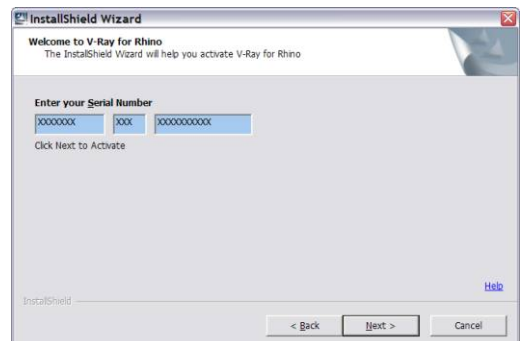 InstallShield Wizard
Welcome to V-Ray for Rhino
The InstallShield Wizard will help you activate V-Ray for Rhino
Enter your Serial Number
XXXXXXX XXX XXXXXXXXXX
Click Next to Activate
Help
InstallShield
< Back Next > Cancel